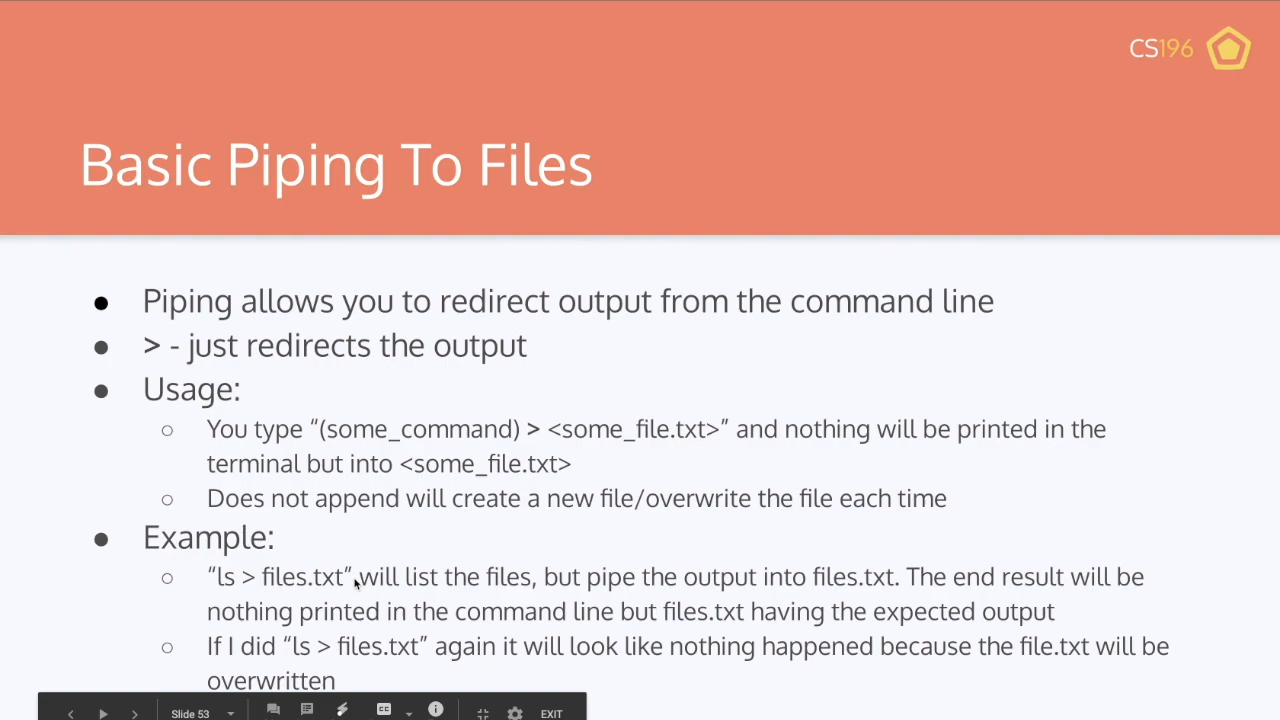 CS196
Basic Piping To Files
● Piping allows you to redirect output from the command line
● > - just redirects the output
● Usage:
○ You type “(some_command) > <some_file.txt>” and nothing will be printed in the
terminal but into <some_file.txt>
○ Does not append will create a new file/overwrite the file each time
● Example:
○ “ls > files.txt” will list the files, but pipe the output into files.txt. The end result will be
nothing printed in the command line but files.txt having the expected output
○ If I did “ls > files.txt” again it will look like nothing happened because the file.txt will be
overwritten
Slide 53 CC EXIT